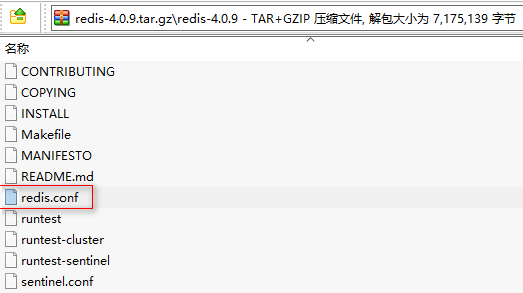 redis-4.0.9.tar.gz\redis-4.0.9 - TAR+GZIP 压缩文件, 解包大小为 7,175,139 字节
名称
CONTRIBUTING
COPYING
INSTALL
Makefile
MANIFESTO
README.md
redis.conf
runtest
runtest-cluster
runtest-sentinel
sentinel.conf